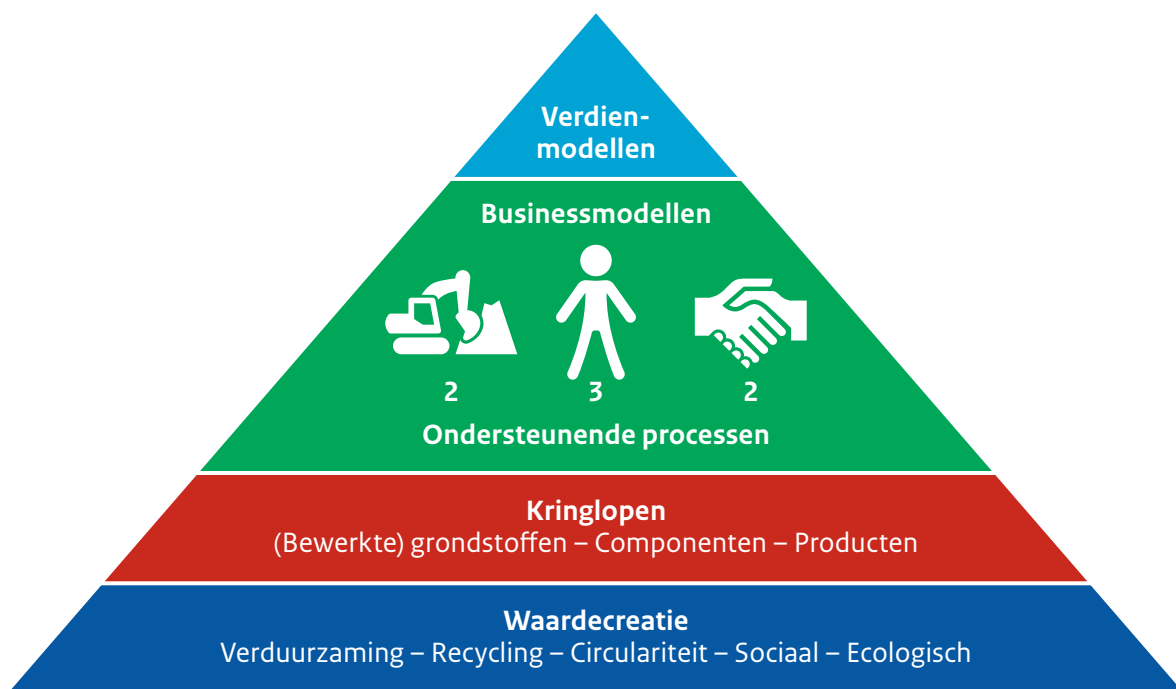 Verdien-
modellen
Businessmodellen
2 3 2
Ondersteunende processen
Kringlopen
(Bewerkte) grondstoffen – Componenten – Producten
Waardecreatie
Verduurzaming – Recycling – Circulariteit – Sociaal – Ecologisch